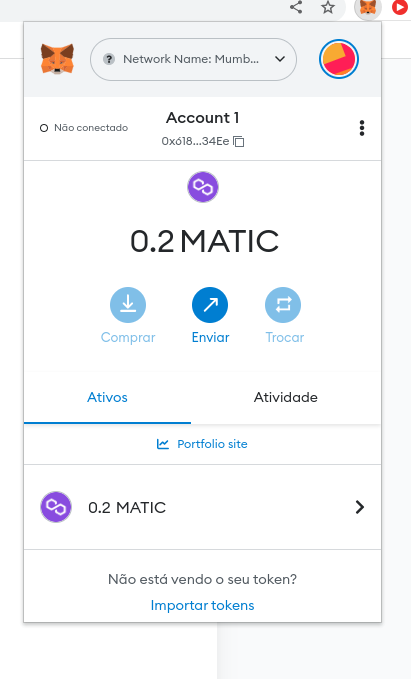 Network Name: Mumb...
Não conectado
Account 1
0x618...34Ee
0.2 MATIC
Comprar
Enviar
Trocar
Ativos
Atividade
Portfolio site
0.2 MATIC
Não está vendo o seu token?
Importar tokens